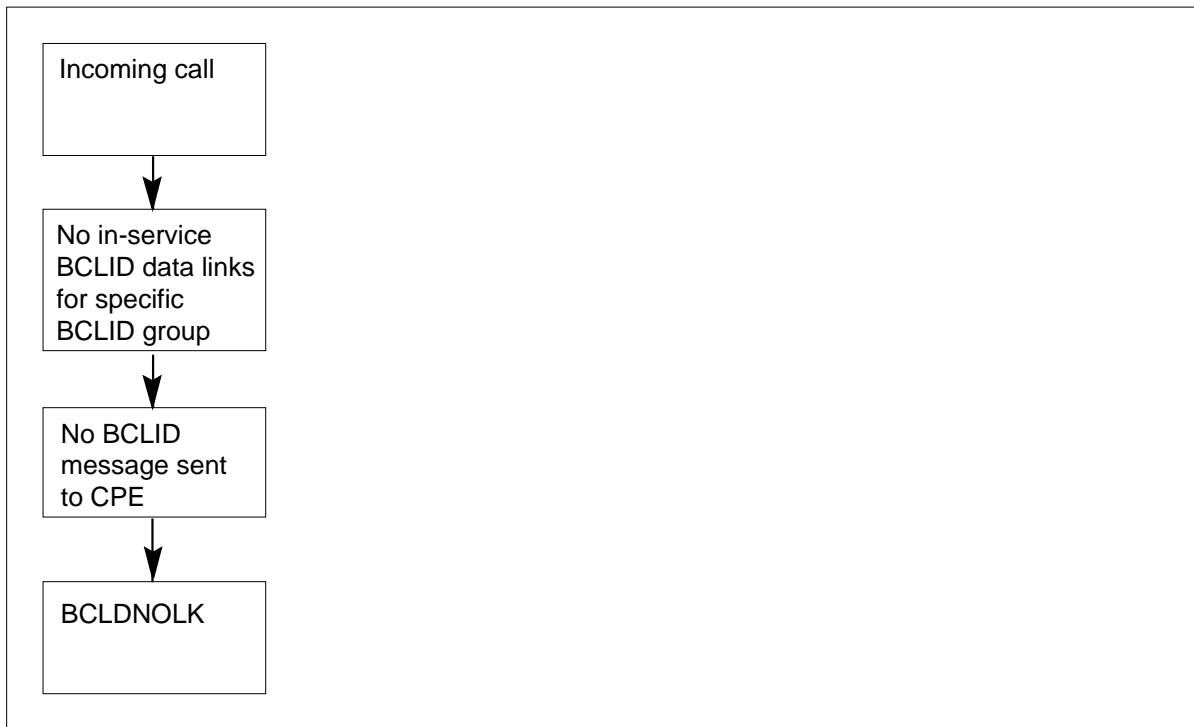 Incoming call
No in-service
BCLID data links
for specific
BCLID group
No BCLID
message sent
to CPE
BCLDNOLK